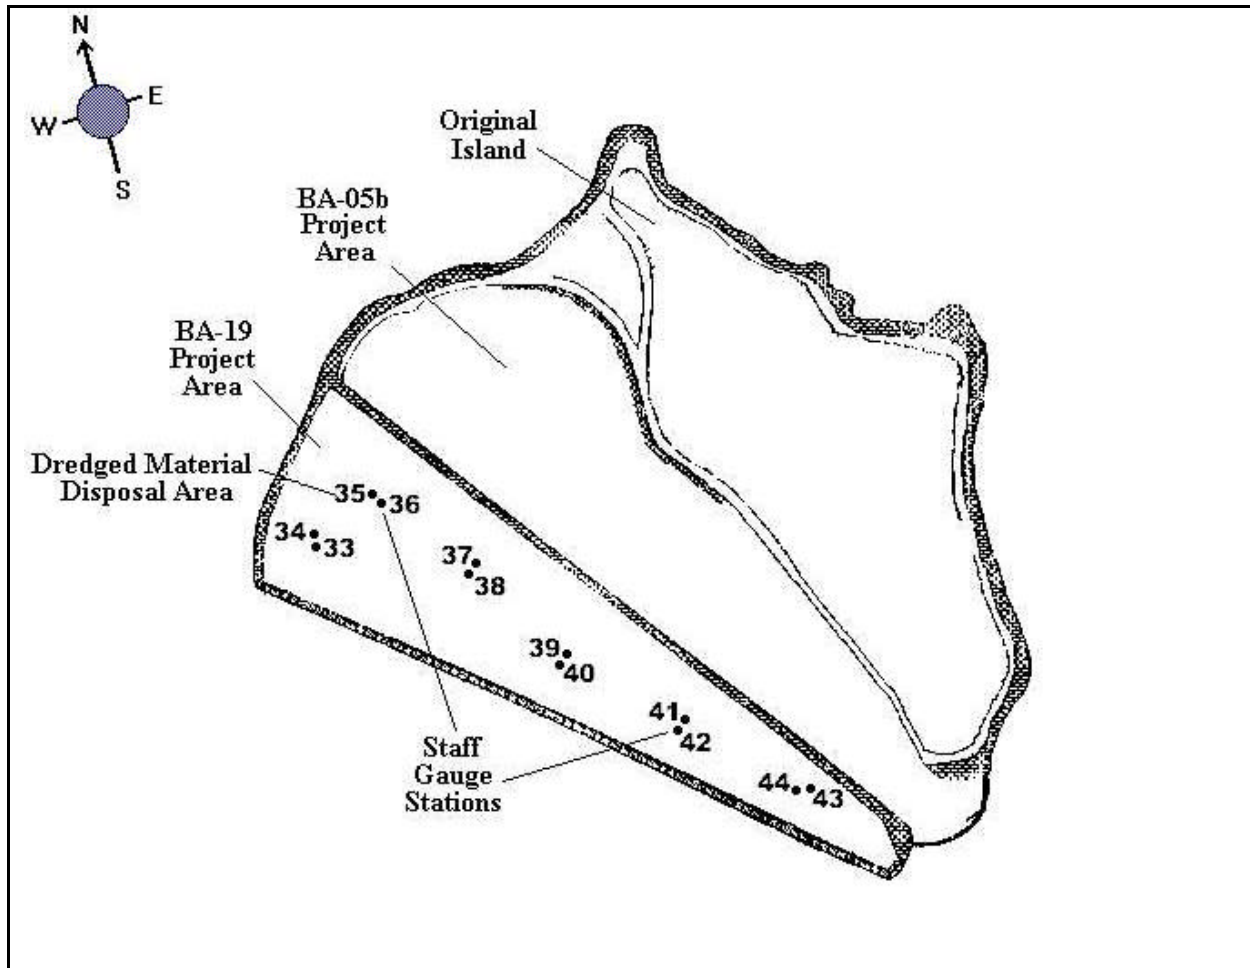 N
E
W
S
Original
Island
BA-05b
Project
Area
BA-19
Project
Area
Dredged Material
Disposal Area
35
36
34
33
37
38
39
40
41
42
44
43
Staff
Gauge
Stations